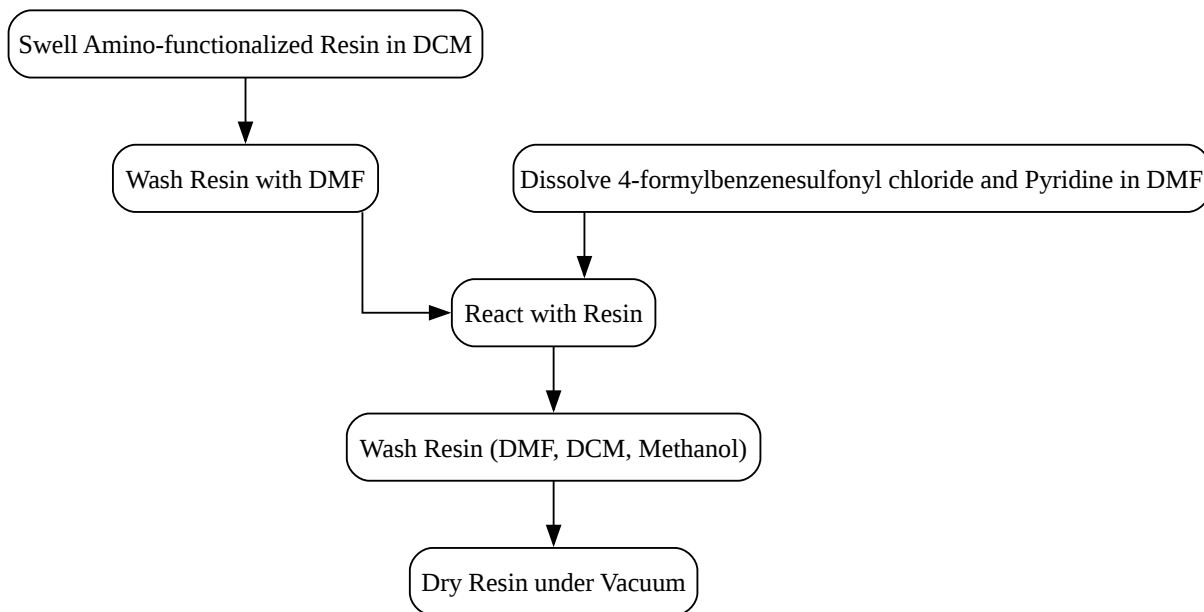 Swell Amino-functionalized Resin in DCM
Wash Resin with DMF
Dissolve 4-formylbenzenesulfonyl chloride and Pyridine in DMF
React with Resin
Wash Resin (DMF, DCM, Methanol)
Dry Resin under Vacuum